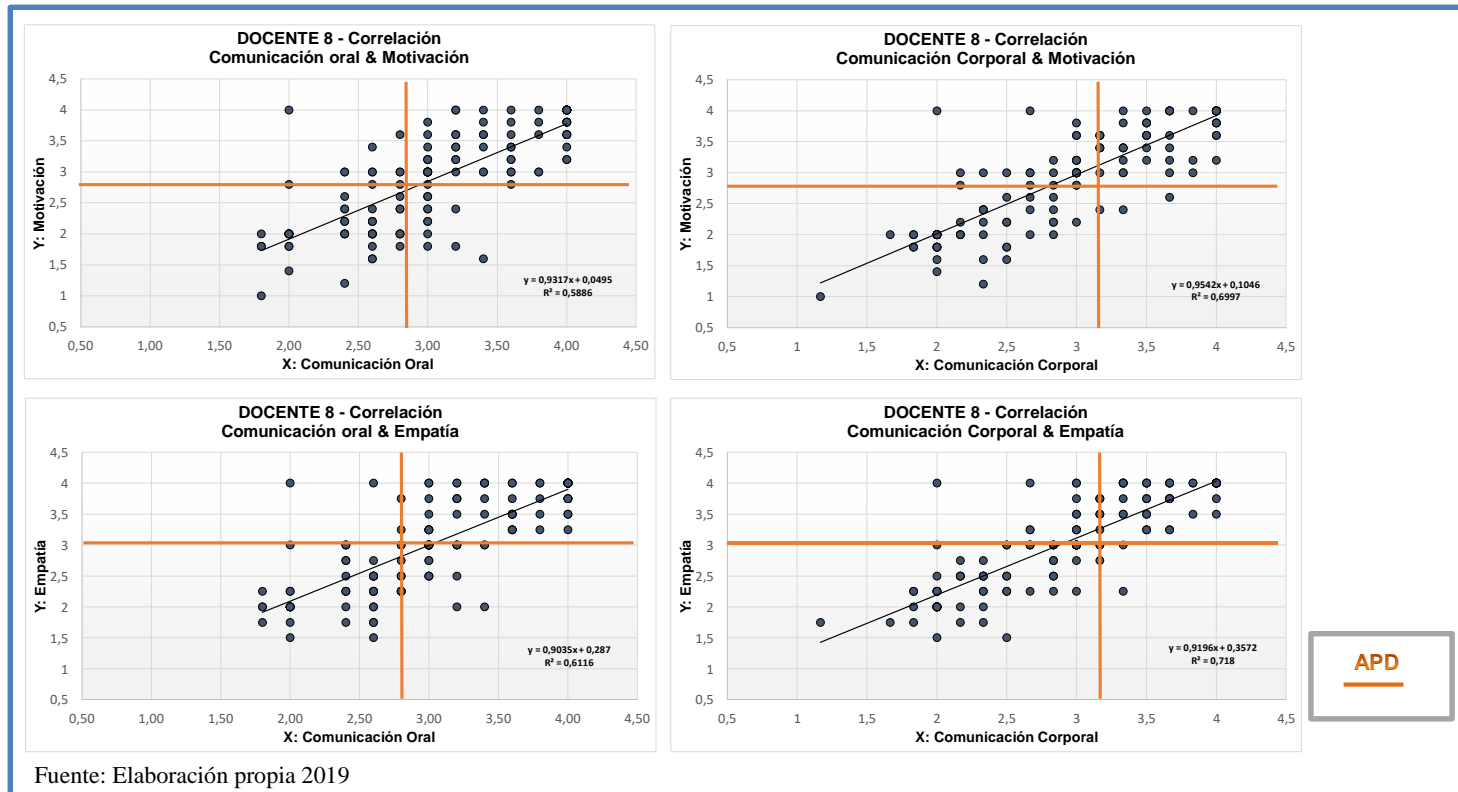 DOCENTE 8 - Correlación
Comunicación oral & Motivación
4,5
4
3,5
3
2,5
2
1,5
1
0,5
Y: Motivación
y = 0,9317x + 0,0495
R² = 0,5886
0,50 1,00 1,50 2,00 2,50 3,00 3,50 4,00 4,50
X: Comunicación Oral
DOCENTE 8 - Correlación
Comunicación Corporal & Motivación
4,5
4
3,5
3
2,5
2
1,5
1
0,5
Y: Motivación
y = 0,9542x + 0,1046
R² = 0,6997
0,5 1 1,5 2 2,5 3 3,5 4 4,5
X: Comunicación Corporal
DOCENTE 8 - Correlación
Comunicación oral & Empatía
4,5
4
3,5
3
2,5
2
1,5
1
0,5
Y: Empatía
y = 0,9035x + 0,287
R² = 0,6116
0,50 1,00 1,50 2,00 2,50 3,00 3,50 4,00 4,50
X: Comunicación Oral
DOCENTE 8 - Correlación
Comunicación Corporal & Empatía
4,5
4
3,5
3
2,5
2
1,5
1
0,5
Y: Empatía
y = 0,9196x + 0,3572
R² = 0,718
0,5 1 1,5 2 2,5 3 3,5 4 4,5
X: Comunicación Corporal
APD
Fuente: Elaboración propia 2019